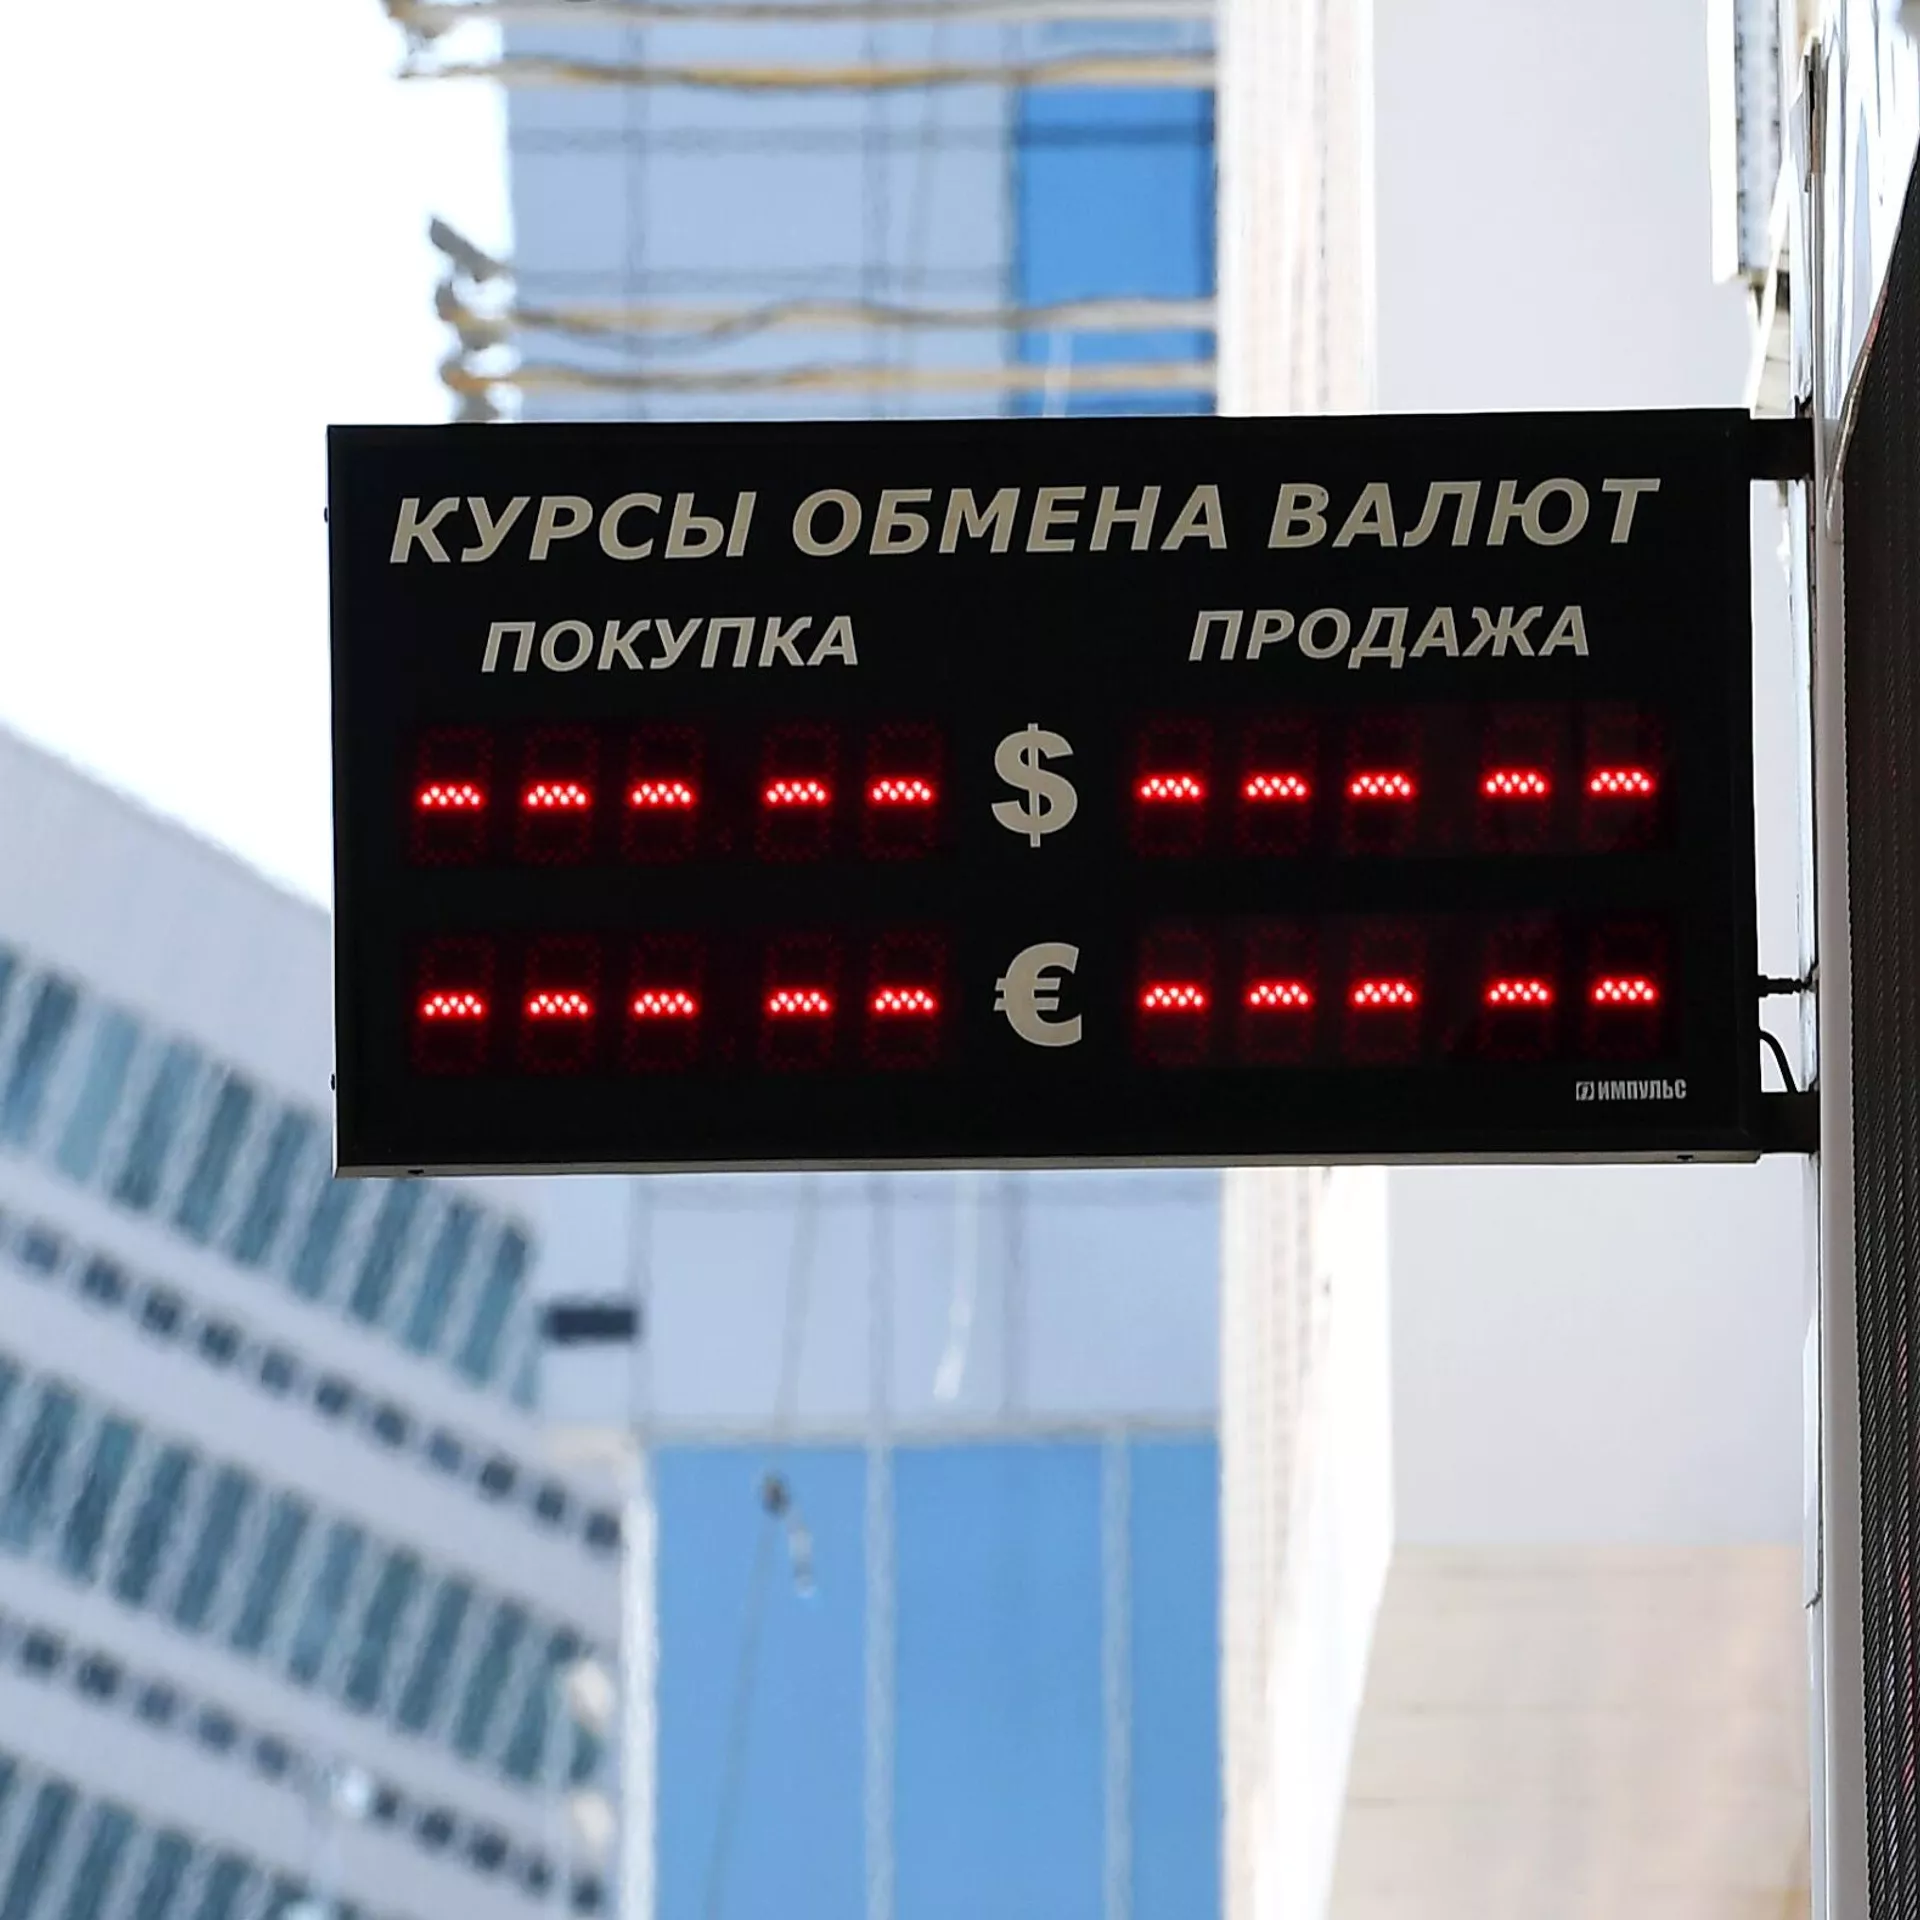 КУРСЫ ОБМЕНА ВАЛЮТ
ПОКУПКА ПРОДАЖА
--- -- $ --- --
--- -- € --- --
ИМПУЛЬС